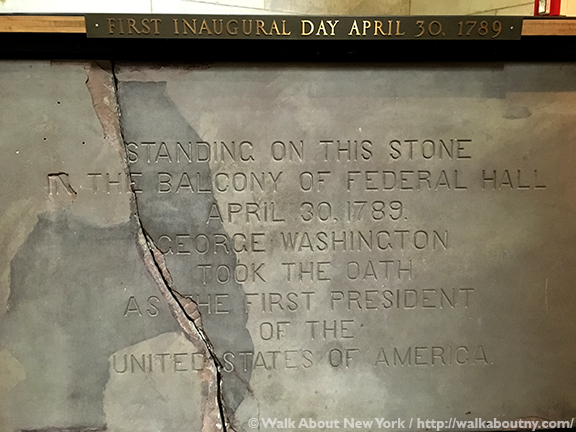 · FIRST INAUGURAL DAY APRIL 30, 1789 ·
STANDING ON THIS STONE
IN THE BALCONY OF FEDERAL HALL
APRIL 30, 1789.
GEORGE WASHINGTON
TOOK THE OATH
AS THE FIRST PRESIDENT
OF THE
UNITED STATES OF AMERICA.
© Walk About New York / http://walkaboutny.com/